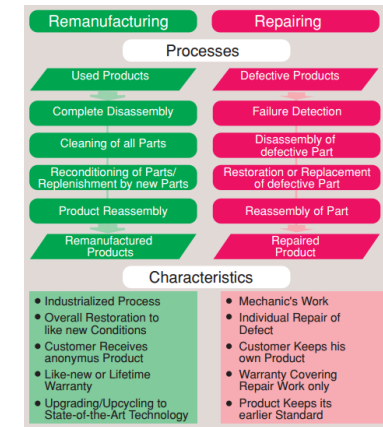 Remanufacturing
Repairing
Processes
Used Products
Defective Products
Complete Disassembly
Failure Detection
Cleaning of all Parts
Disassembly of
defective Part
Reconditioning of Parts/
Replenishment by new Parts
Restoration or Replacement
of defective Part
Product Reassembly
Reassembly of Part
Remanufactured
Products
Repaired
Product
Characteristics
• Industrialized Process
• Overall Restoration to
like new Conditions
• Customer Receives
anonymus Product
• Like-new or Lifetime
Warranty
• Upgrading/Upcycling to
State-of-the-Art Technology
• Mechanic's Work
• Individual Repair of
Defect
• Customer Keeps his
own Product
• Warranty Covering
Repair Work only
• Product Keeps its
earlier Standard